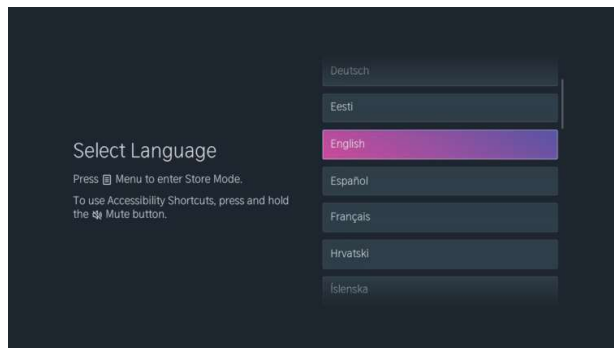 Select Language
Press Menu to enter Store Mode.
To use Accessibility Shortcuts, press and hold
the Mute button.
Deutsch
Eesti
English
Español
Français
Hrvatski
Íslenska